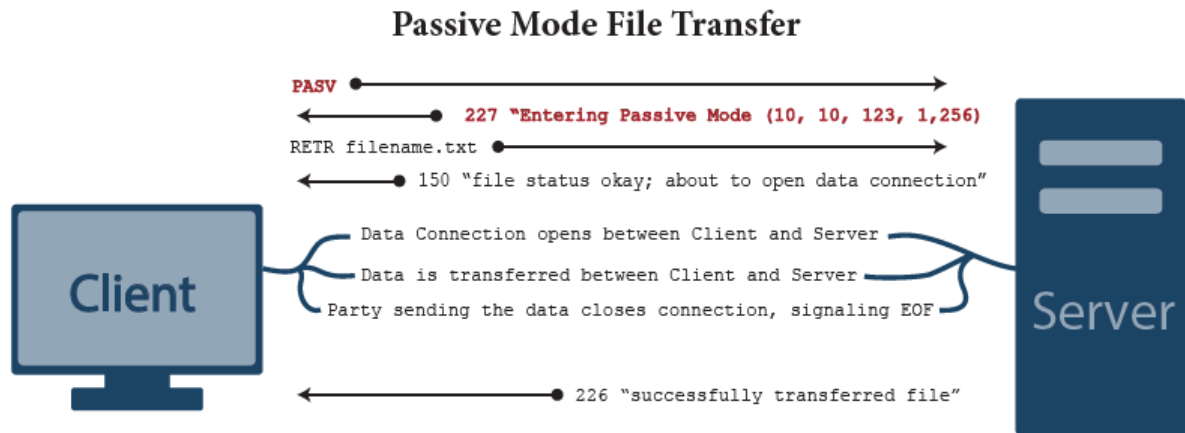 Passive Mode File Transfer
PASV
227 “Entering Passive Mode (10, 10, 123, 1,256)
RETR filename.txt
150 “file status okay; about to open data connection”
Data Connection opens between Client and Server
Data is transferred between Client and Server
Party sending the data closes connection, signaling EOF
Client
Server
226 “successfully transferred file”